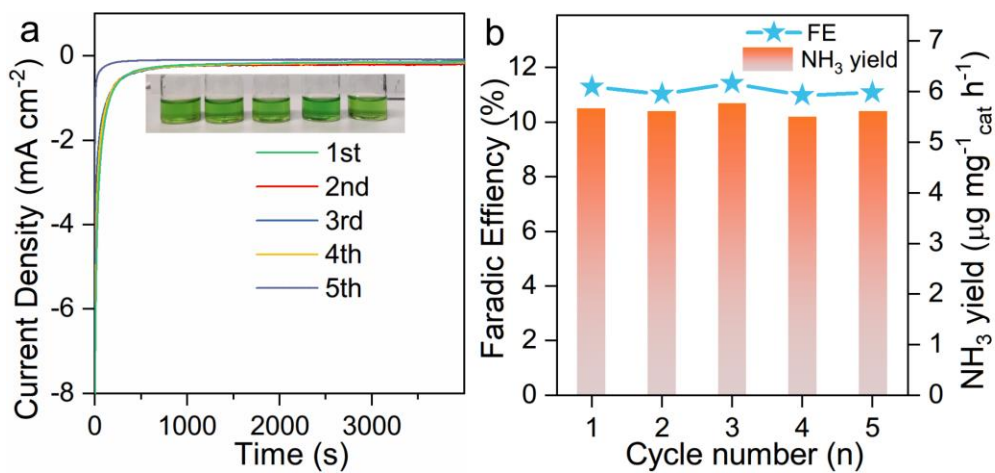 a
Current Density (mA cm-2)
0
-2
-4
-6
-8
1st
2nd
3rd
4th
5th
0 1000 2000 3000
Time (s)
b
Faradic Effiency (%)
12
10
8
6
4
2
0
FE
NH3 yield
7
6
5
4
3
2
1
0
NH3 yield (μg mg-1cat h-1)
1 2 3 4 5
Cycle number (n)